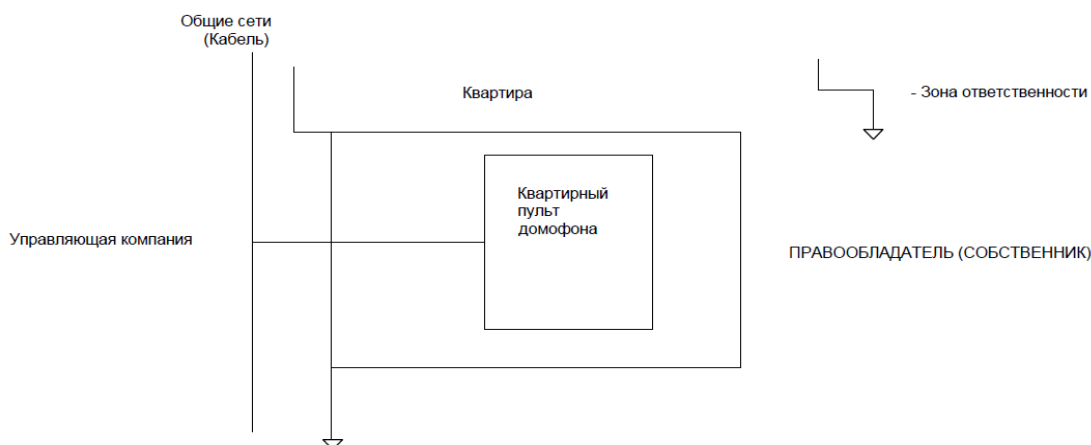 Общие сети
(Кабель)
Квартира
- Зона ответственности
Квартирный
пульт
домофона
Управляющая компания
ПРАВООБЛАДАТЕЛЬ (СОБСТВЕННИК)